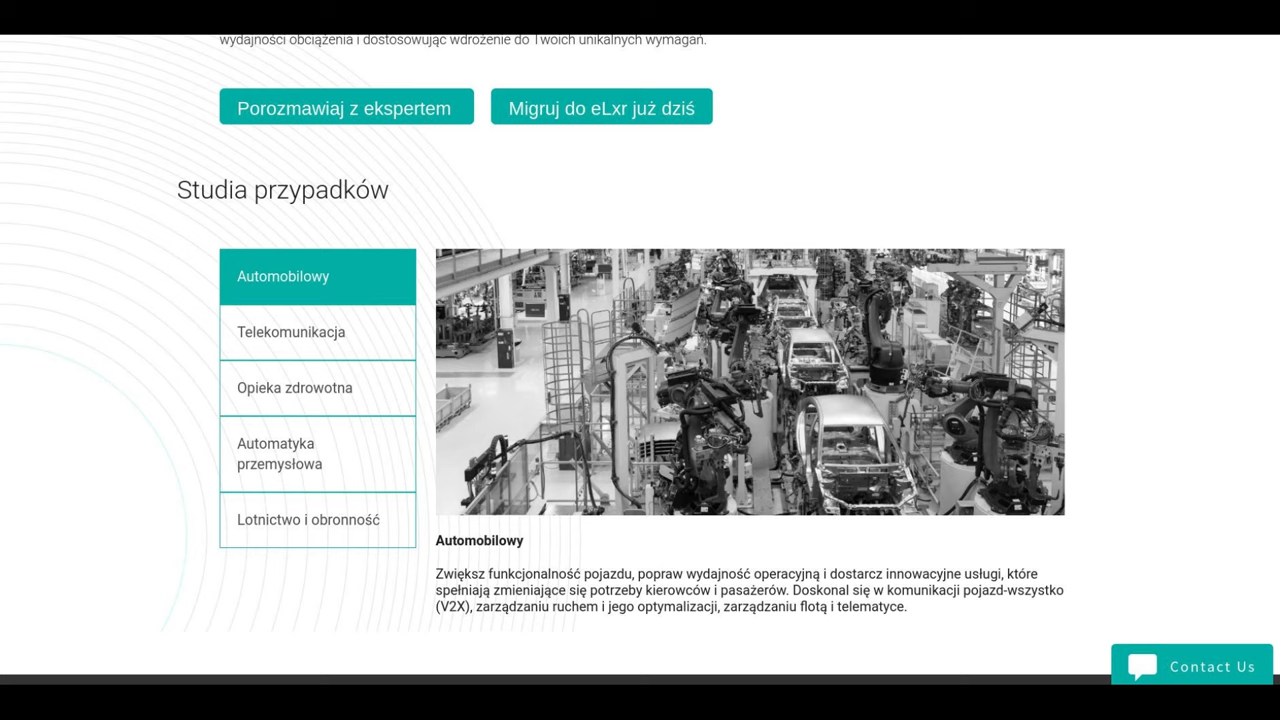 wydajności obciążenia i dostosowując wdrożenie do Twoich unikalnych wymagań.
Porozmawiaj z ekspertem
Migruj do eLxr już dziś
Studia przypadków
Automobilowy
Telekomunikacja
Opieka zdrowotna
Automatyka
przemysłowa
Lotnictwo i obronność
Automobilowy
Zwiększ funkcjonalność pojazdu, popraw wydajność operacyjną i dostarcz innowacyjne usługi, które
spełniają zmieniające się potrzeby kierowców i pasażerów. Doskonal się w komunikacji pojazd-wszystko
(V2X), zarządzaniu ruchem i jego optymalizacji, zarządzaniu flotą i telematyce.
Contact Us